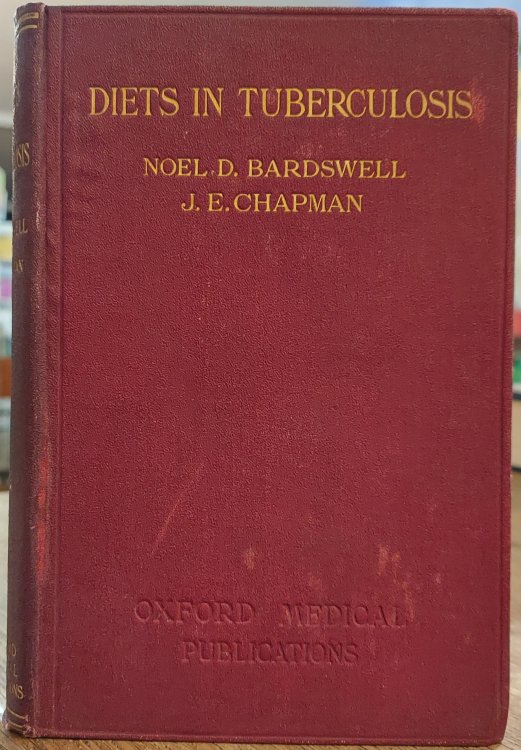 DIETS IN TUBERCULOSIS
NOEL D. BARDSWELL
J. E. CHAPMAN
OXFORD MEDICAL
PUBLICATIONS